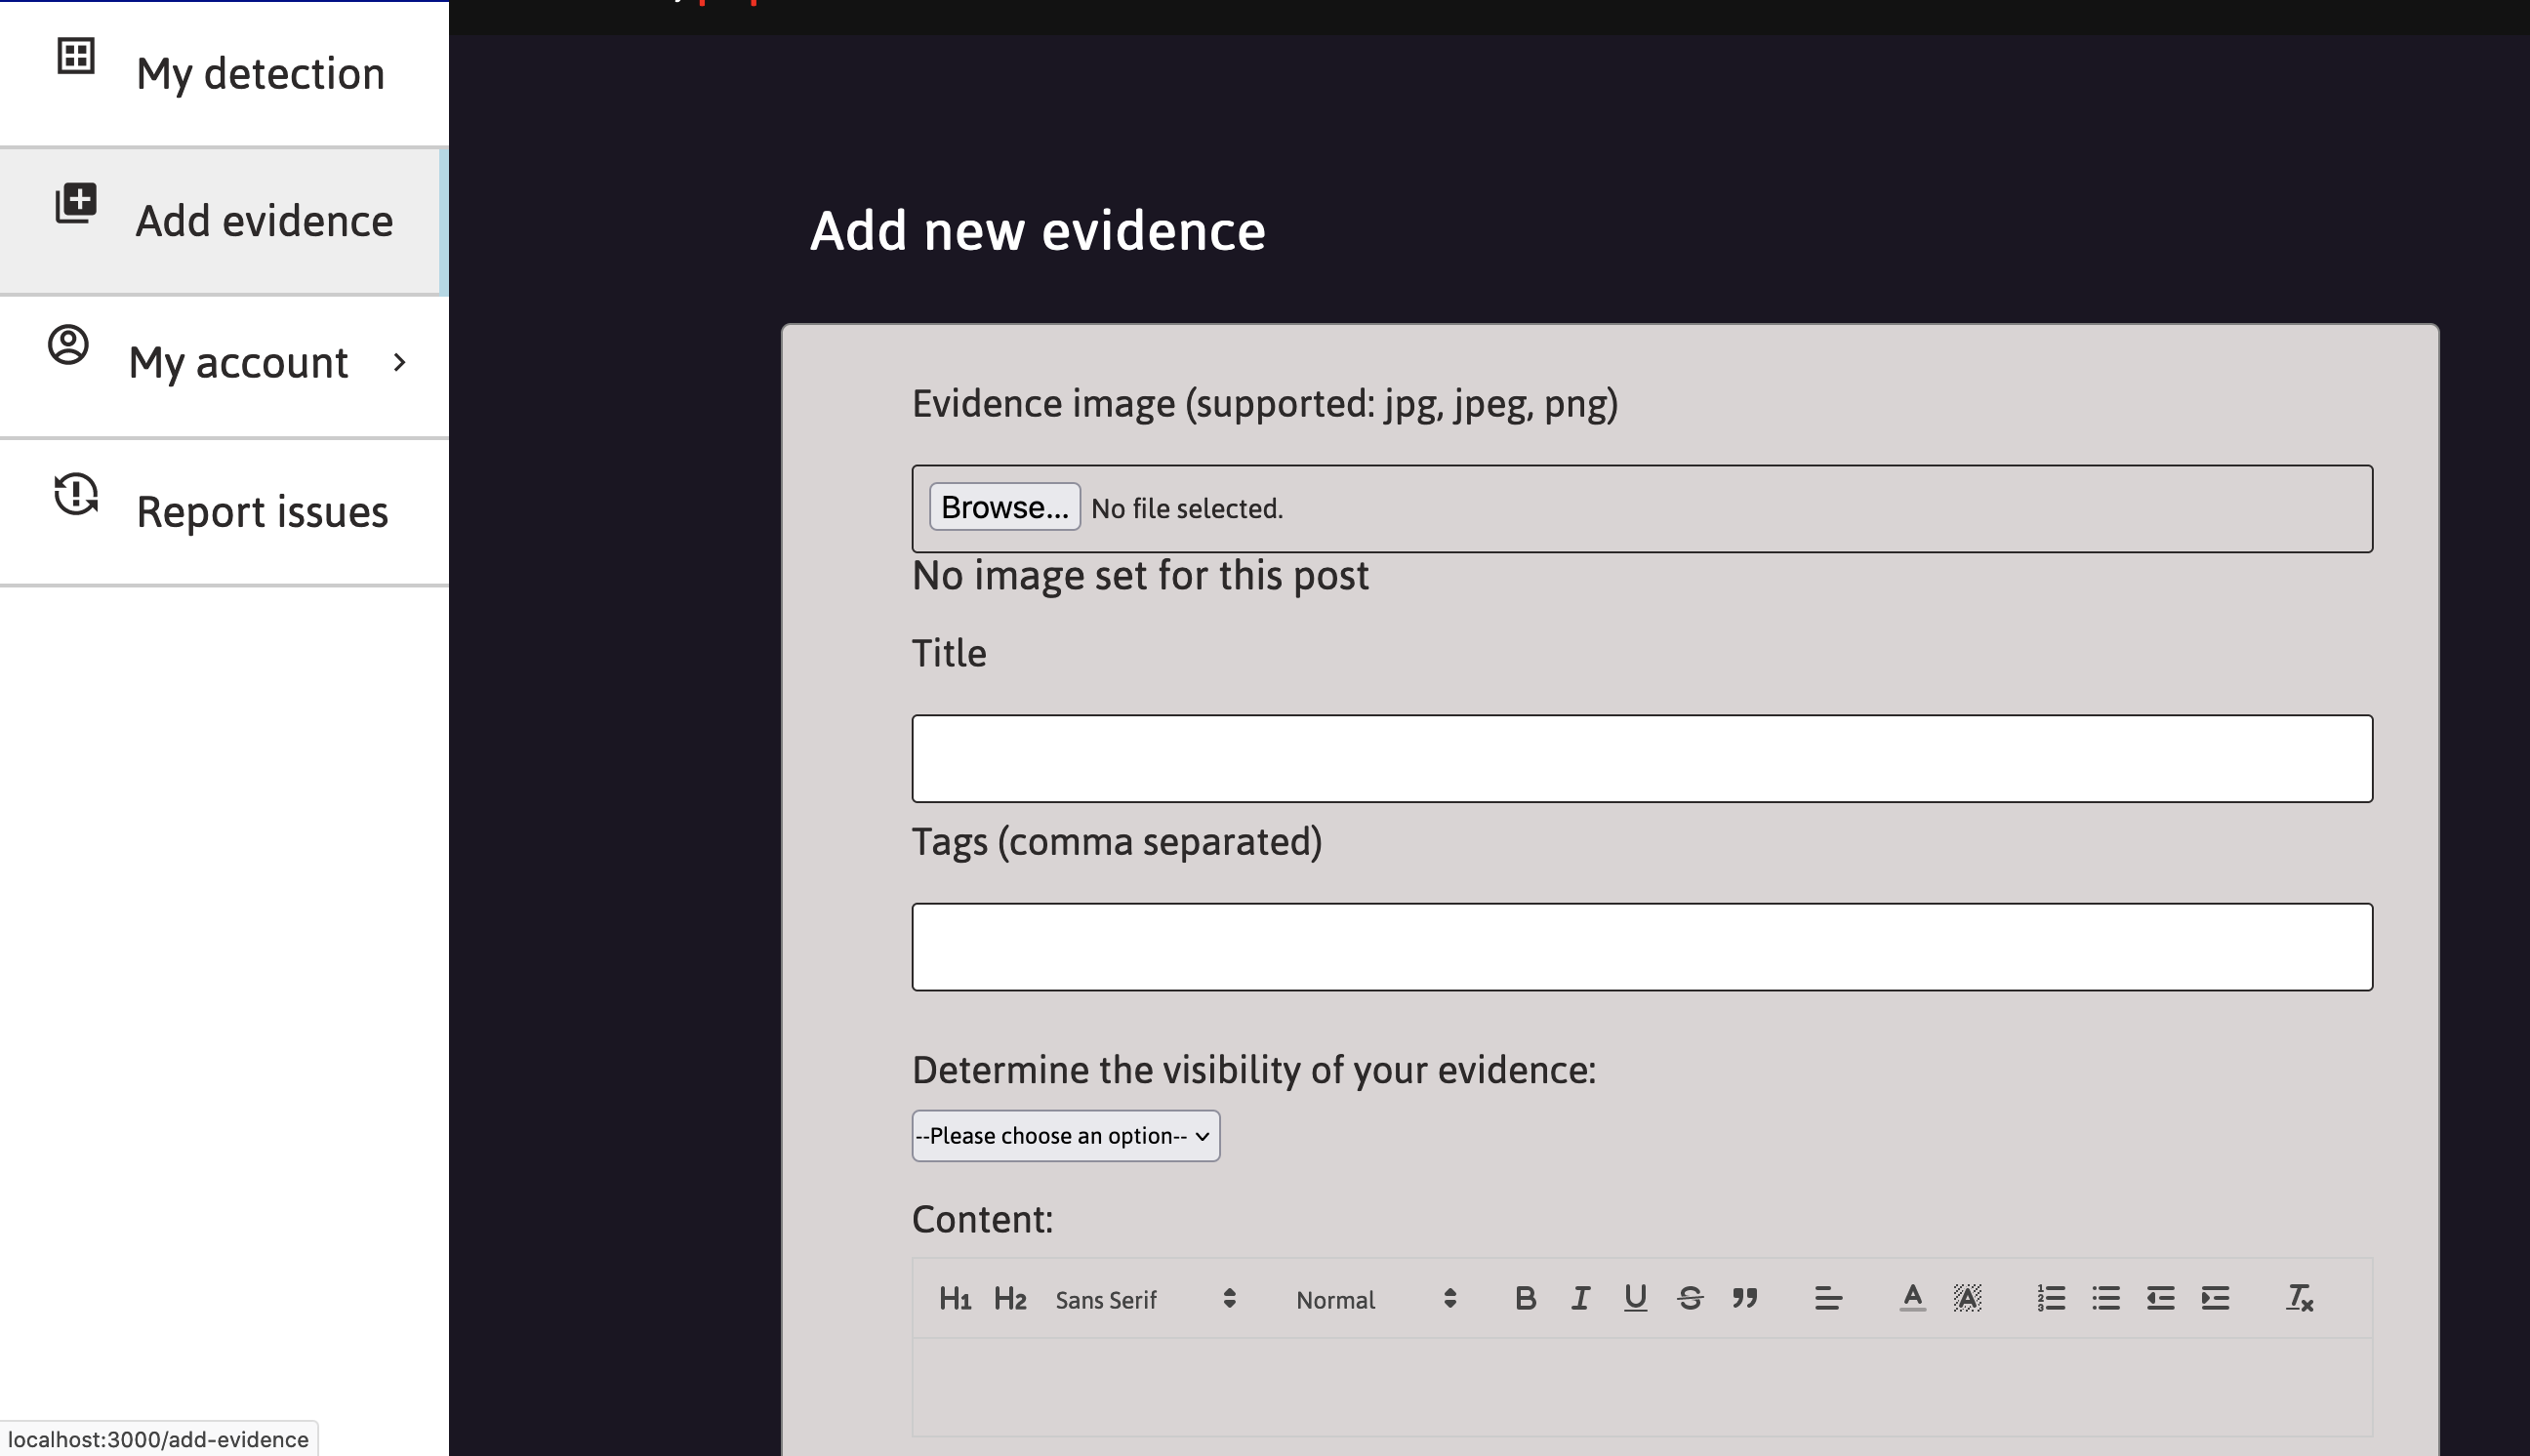 My detection
Add evidence
My account
Report issues
Add new evidence
Evidence image (supported: jpg, jpeg, png)
Browse... No file selected.
No image set for this post
Title
Tags (comma separated)
Determine the visibility of your evidence:
--Please choose an option--
Content:
H1 H2 Sans Serif Normal B I U S A A
localhost:3000/add-evidence